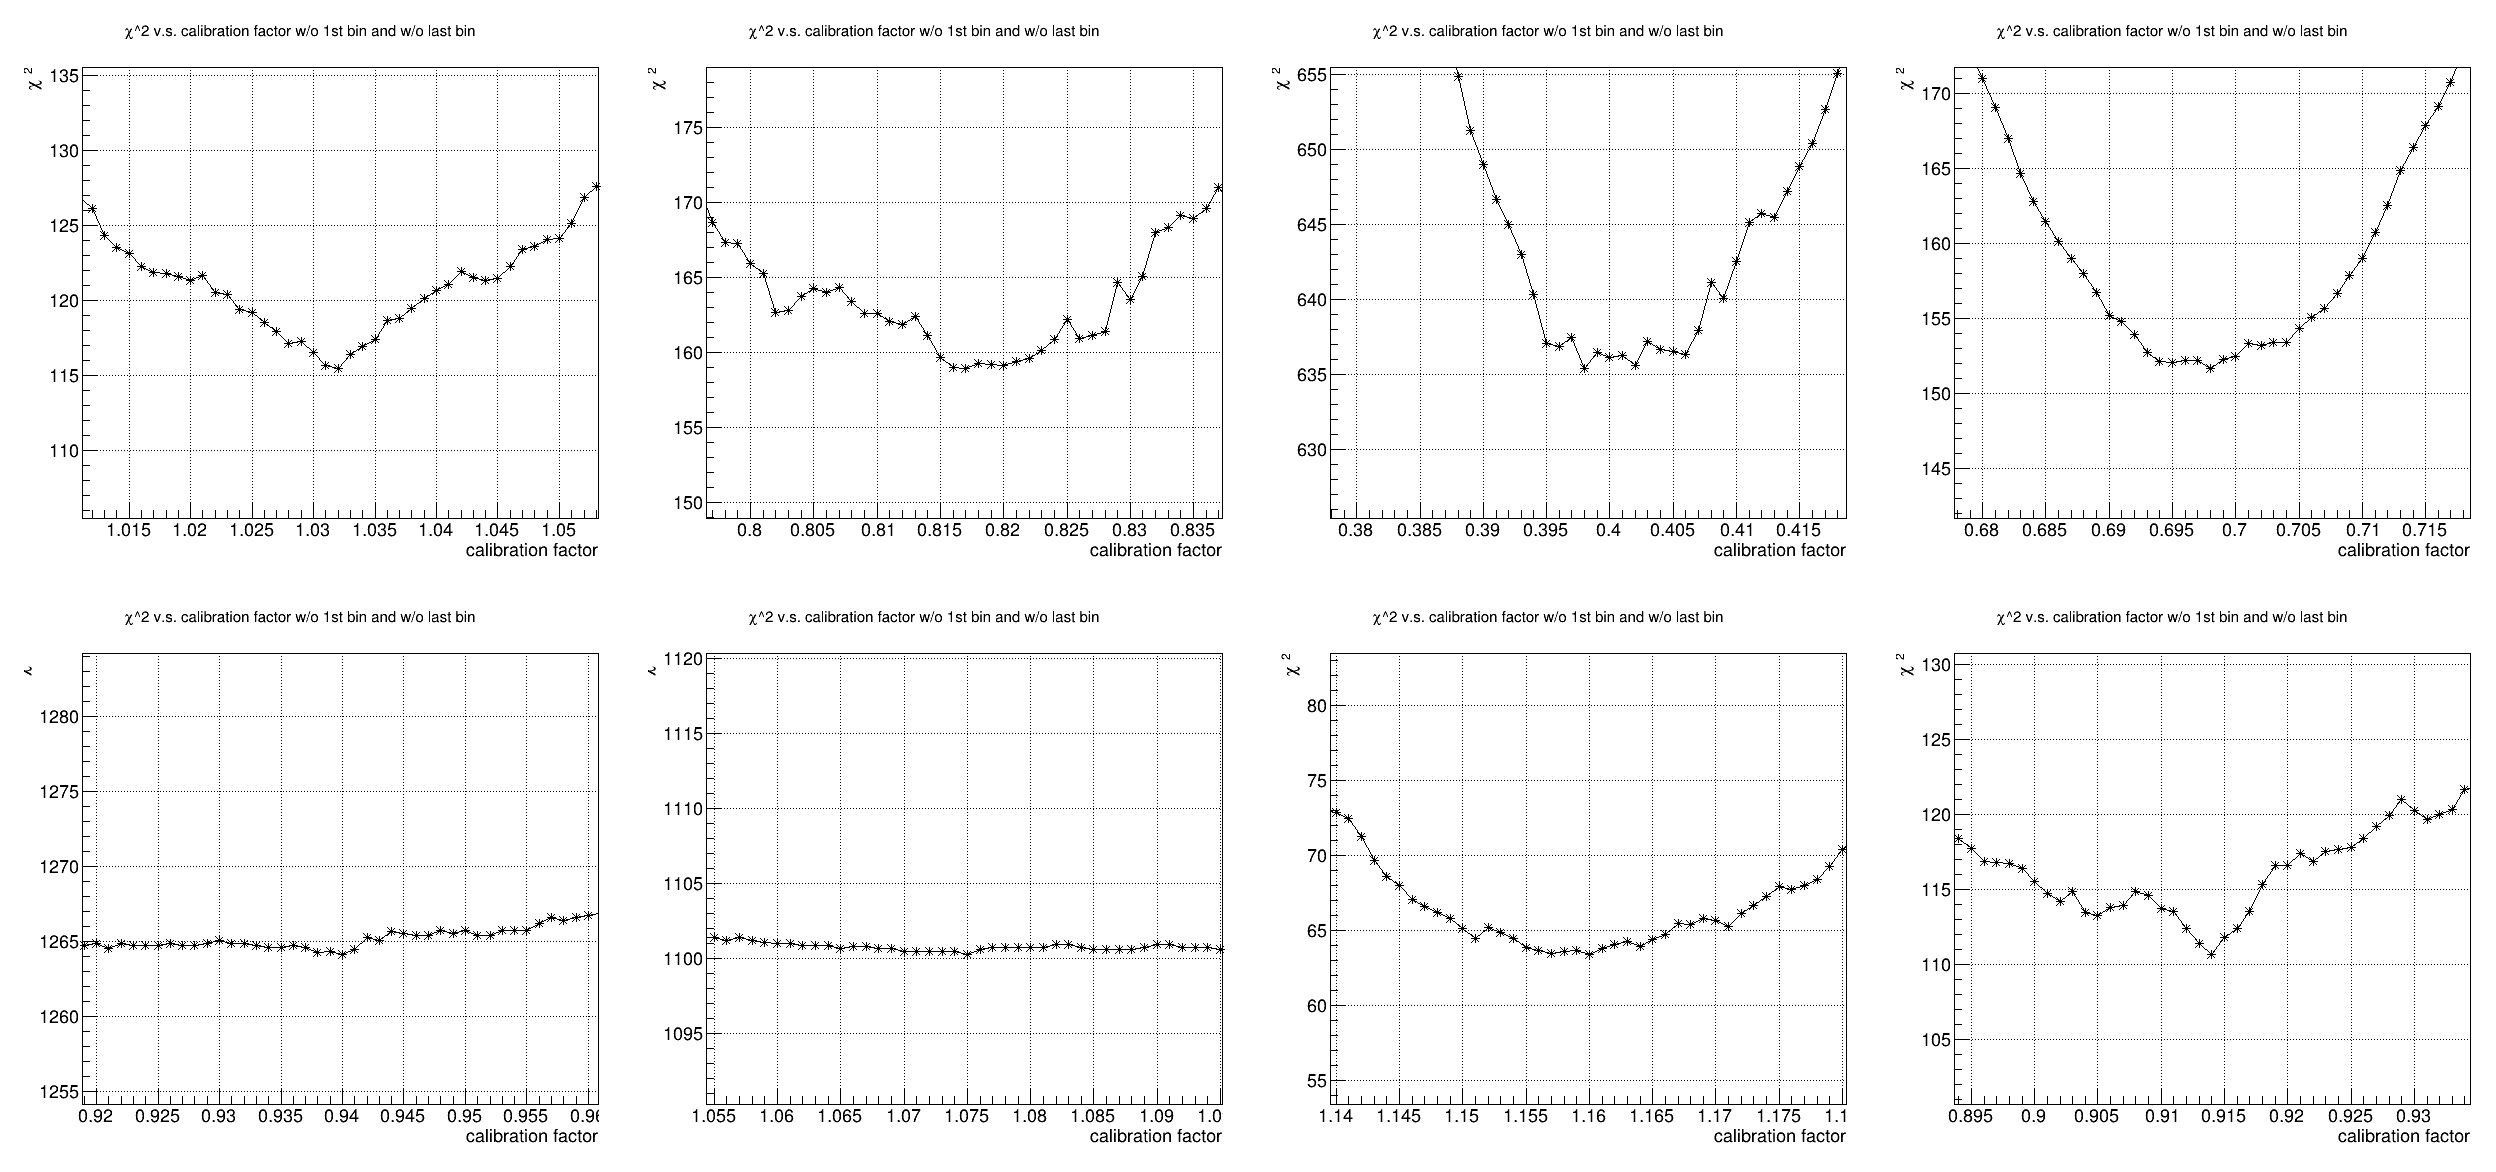 χ^2 v.s. calibration factor w/o 1st bin and w/o last bin
χ 2
135
130
125
120
115
110
1.015 1.02 1.025 1.03 1.035 1.04 1.045 1.05
calibration factor
χ^2 v.s. calibration factor w/o 1st bin and w/o last bin
χ 2
175
170
165
160
155
150
0.8 0.805 0.81 0.815 0.82 0.825 0.83 0.835
calibration factor
χ^2 v.s. calibration factor w/o 1st bin and w/o last bin
χ 2
655
650
645
640
635
630
0.38 0.385 0.39 0.395 0.4 0.405 0.41 0.415
calibration factor
χ^2 v.s. calibration factor w/o 1st bin and w/o last bin
χ 2
170
165
160
155
150
145
0.68 0.685 0.69 0.695 0.7 0.705 0.71 0.715
calibration factor
χ^2 v.s. calibration factor w/o 1st bin and w/o last bin
1280
1275
1270
1265
1260
1255
0.92 0.925 0.93 0.935 0.94 0.945 0.95 0.955
calibration factor
χ^2 v.s. calibration factor w/o 1st bin and w/o last bin
1120
1115
1110
1105
1100
1095
1.055 1.06 1.065 1.07 1.075 1.08 1.085 1.09 1.0
calibration factor
χ^2 v.s. calibration factor w/o 1st bin and w/o last bin
χ 2
80
75
70
65
60
55
1.14 1.145 1.15 1.155 1.16 1.165 1.17 1.175 1.1
calibration factor
χ^2 v.s. calibration factor w/o 1st bin and w/o last bin
χ 2
130
125
120
115
110
105
0.895 0.9 0.905 0.91 0.915 0.92 0.925 0.93
calibration factor